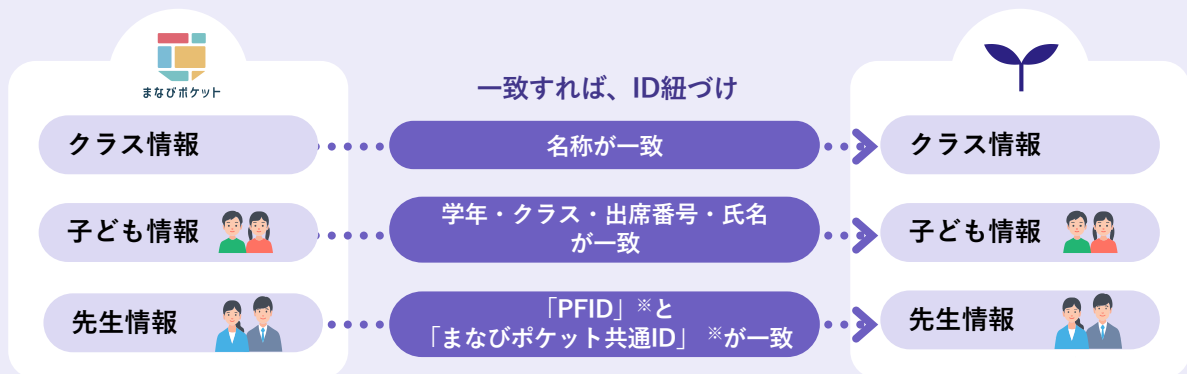 まなびポケット
一致すれば、ID紐づけ
クラス情報
名称が一致
クラス情報
子ども情報
学年・クラス・出席番号・氏名
が一致
子ども情報
先生情報
「PFID」※と
「まなびポケット共通ID」 ※が一致
先生情報